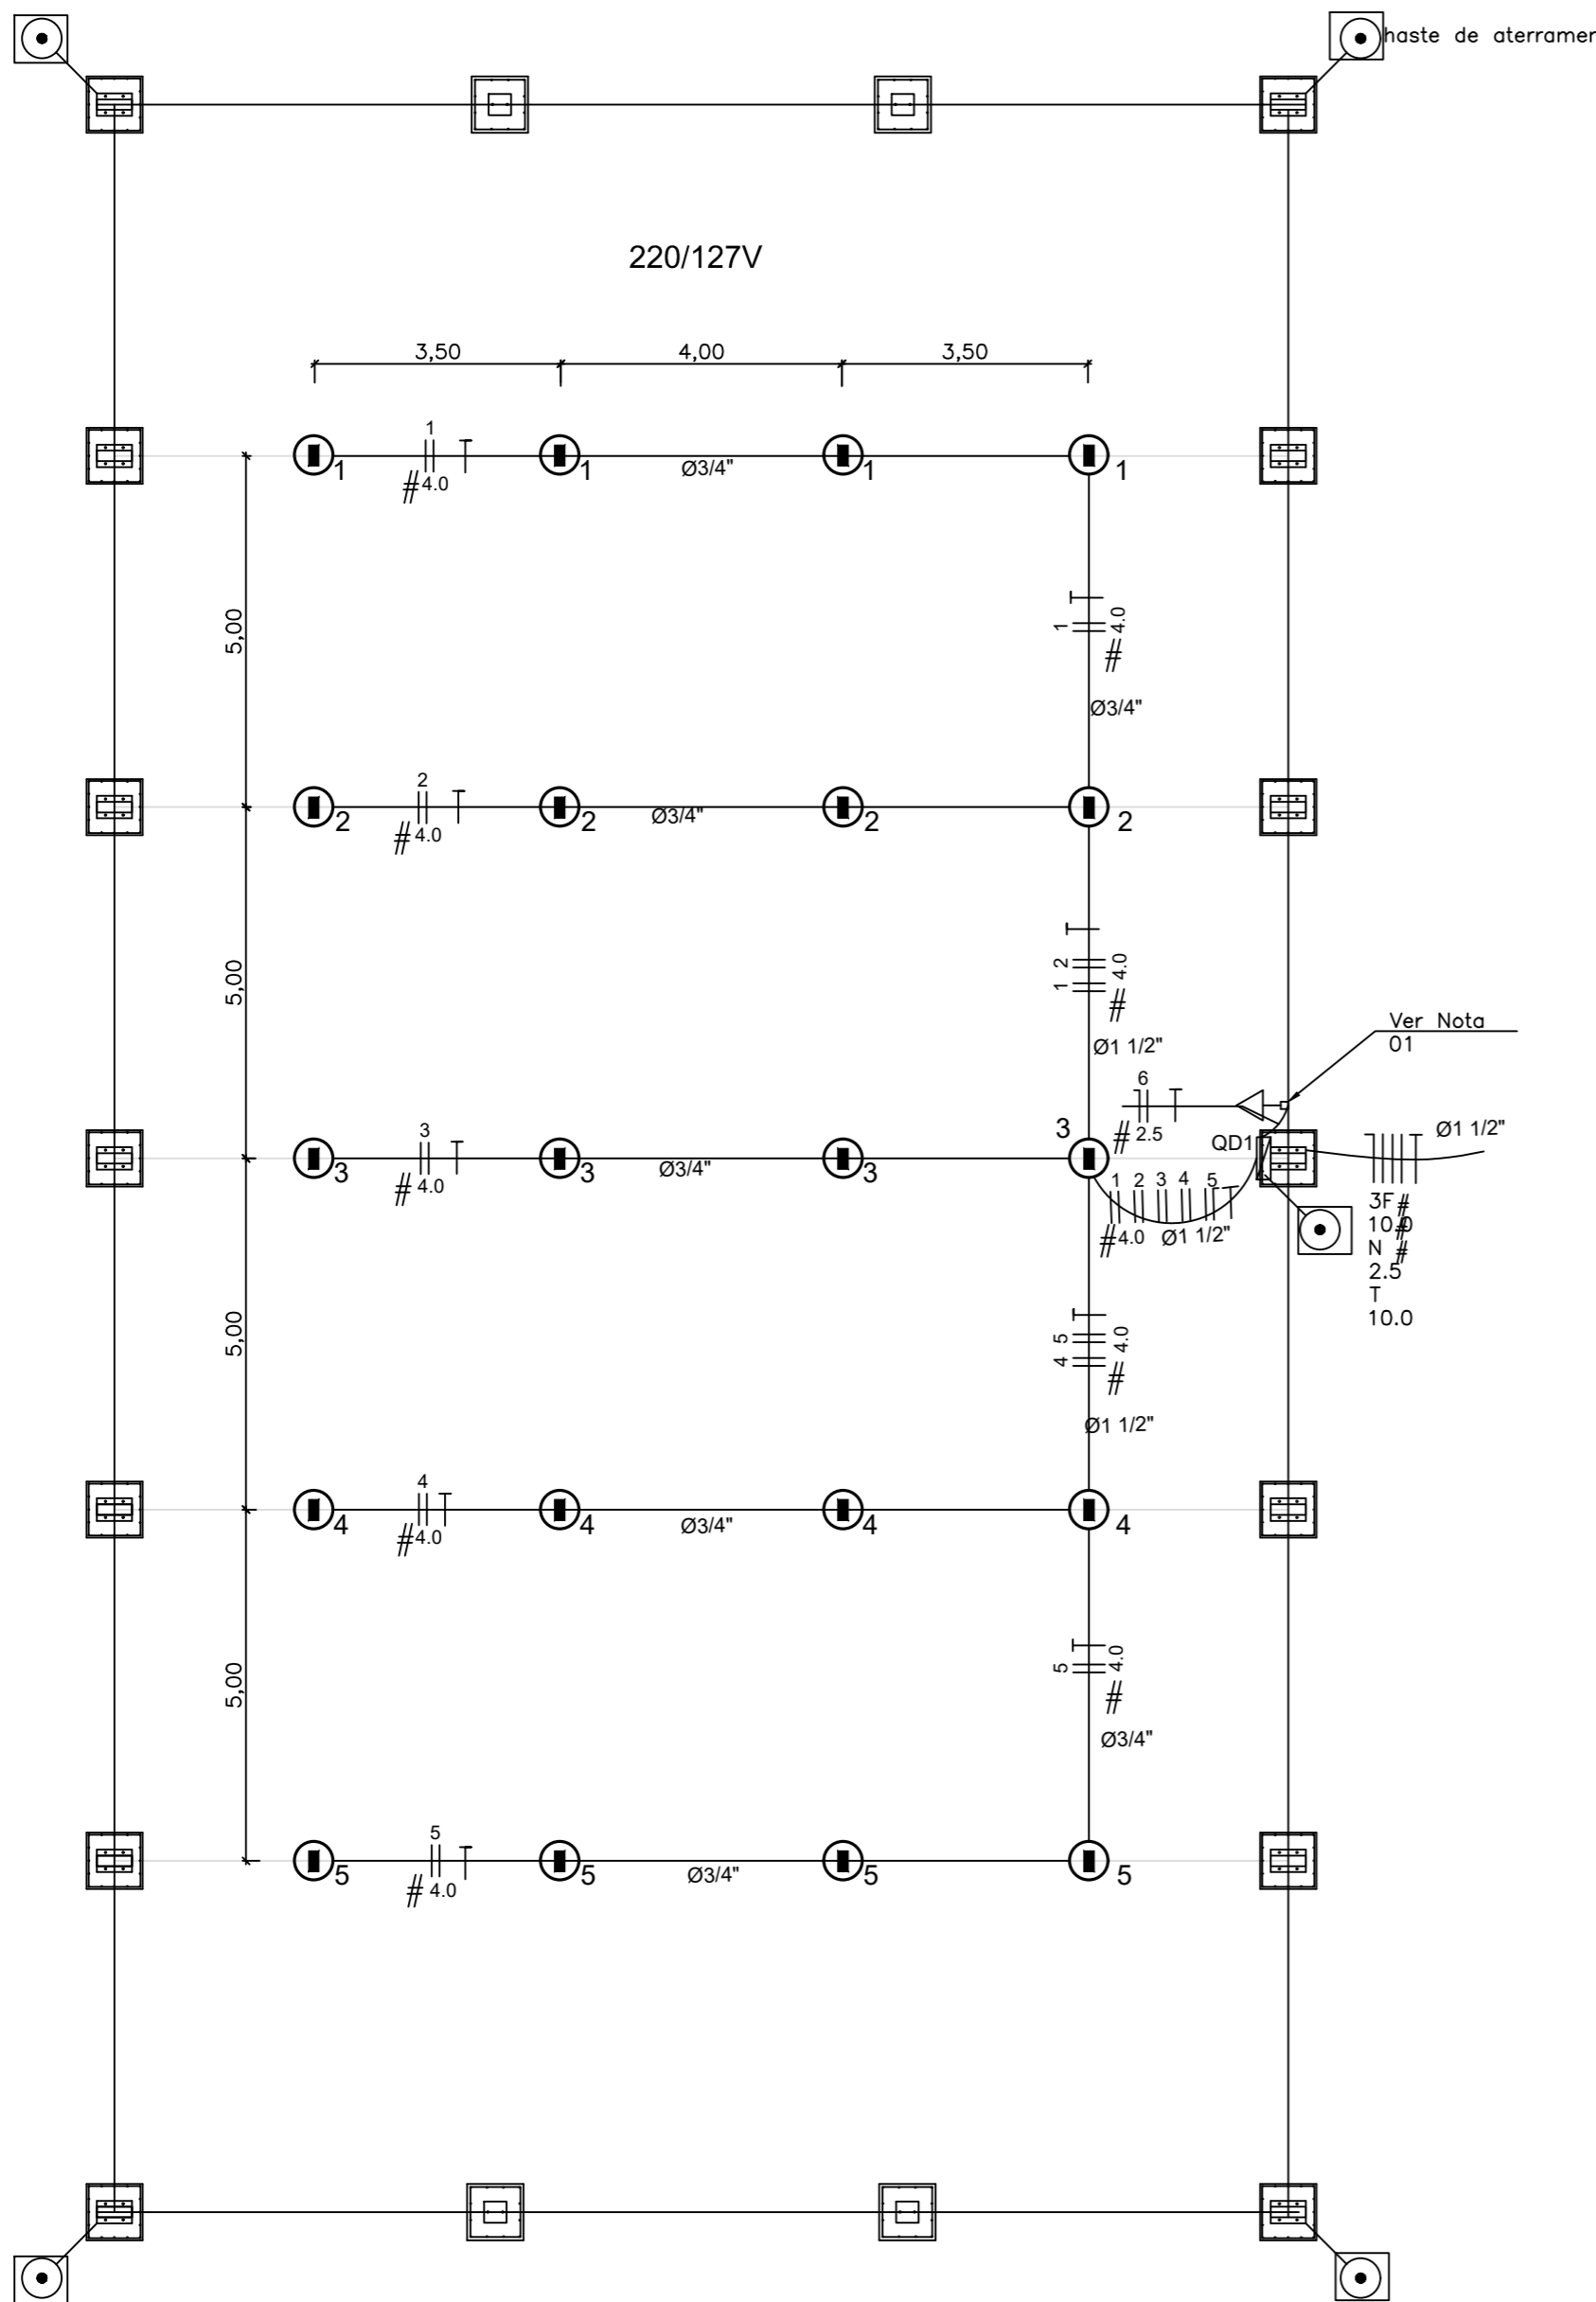 haste de aterramer
220/127V
3,50 4,00 3,50
1
1 1 Ø3/4" 1 1
# 4.0
5,00
1 4.0
#
Ø3/4"
2
2 2 Ø3/4" 2 2
# 4.0
5,00
1 2 4.0
#
Ø1 1/2"
Ver Nota
01
6
# 2.5
QD1
3
3 3 Ø3/4" 3 3
# 4.0
1 2 3 4 5
#4.0 Ø1 1/2"
Ø1 1/2"
3F #
10.0 #
N #
2.5
T
10.0
5,00
4 5 4.0
#
Ø1 1/2"
4
4 4 Ø3/4" 4 4
#4.0
5,00
5 4.0
#
Ø3/4"
5
5 5 Ø3/4" 5 5
# 4.0